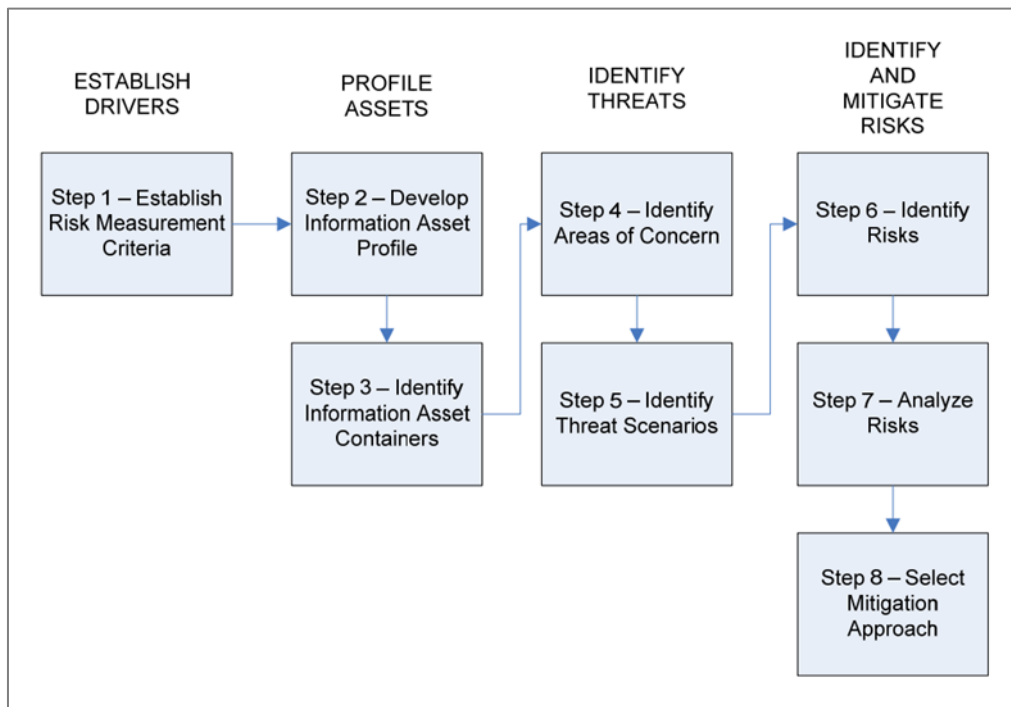 ESTABLISH
DRIVERS
PROFILE
ASSETS
IDENTIFY
THREATS
IDENTIFY
AND
MITIGATE
RISKS
Step 1 – Establish
Risk Measurement
Criteria
Step 2 – Develop
Information Asset
Profile
Step 3 – Identify
Information Asset
Containers
Step 4 – Identify
Areas of Concern
Step 5 – Identify
Threat Scenarios
Step 6 – Identify
Risks
Step 7 – Analyze
Risks
Step 8 – Select
Mitigation
Approach